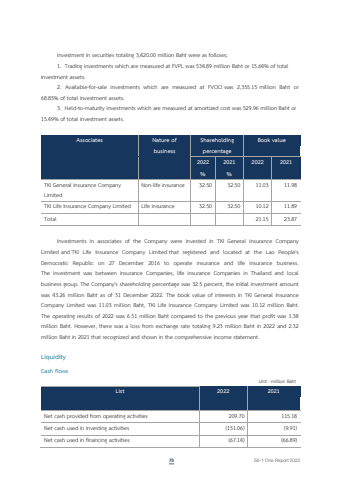 Investment in securities totaling 3,420.00 million Baht were as follows;
1. Trading investments which are measured at FVPL was 534.89 million Baht or 15.64% of total
investment assets.
2. Available-for-sale investments which are measured at FVOCI was 2,355.15 million Baht or
68.85% of total investment assets.
3. Held-to-maturity investments which are measured at amortized cost was 529.96 million Baht or
15.49% of total investment assets.
Associates Nature of business Shareholding percentage Book value
2022 % 2021 % 2022 2021
TKI General Insurance Company Limited Non-life insurance 32.50 32.50 11.03 11.98
TKI Life Insurance Company Limited Life insurance 32.50 32.50 10.12 11.89
Total 21.15 23.87
Investments in associates of the Company were invested in TKI General Insurance Company
Limited and TKI Life Insurance Company Limited that registered and located at the Lao People's
Democratic Republic on 27 December 2016 to operate insurance and life insurance business.
The investment was between insurance Companies, life insurance Companies in Thailand and local
business group. The Company's shareholding percentage was 32.5 percent, the initial investment amount
was 43.26 million Baht as of 31 December 2022. The book value of interests in TKI General Insurance
Company Limited was 11.03 million Baht, TKI Life Insurance Company Limited was 10.12 million Baht.
The operating results of 2022 was 6.51 million Baht compared to the previous year that profit was 1.58
million Baht. However, there was a loss from exchange rate totaling 9.23 million Baht in 2022 and 2.32
million Baht in 2021 that recognized and shown in the comprehensive income statement.
Liquidity
Cash flows
Unit : million Baht
List 2022 2021
Net cash provided from operating activities 209.70 115.18
Net cash used in investing activities (151.06) (9.91)
Net cash used in financing activities (67.14) (66.89)
76 56-1 One Report 2022